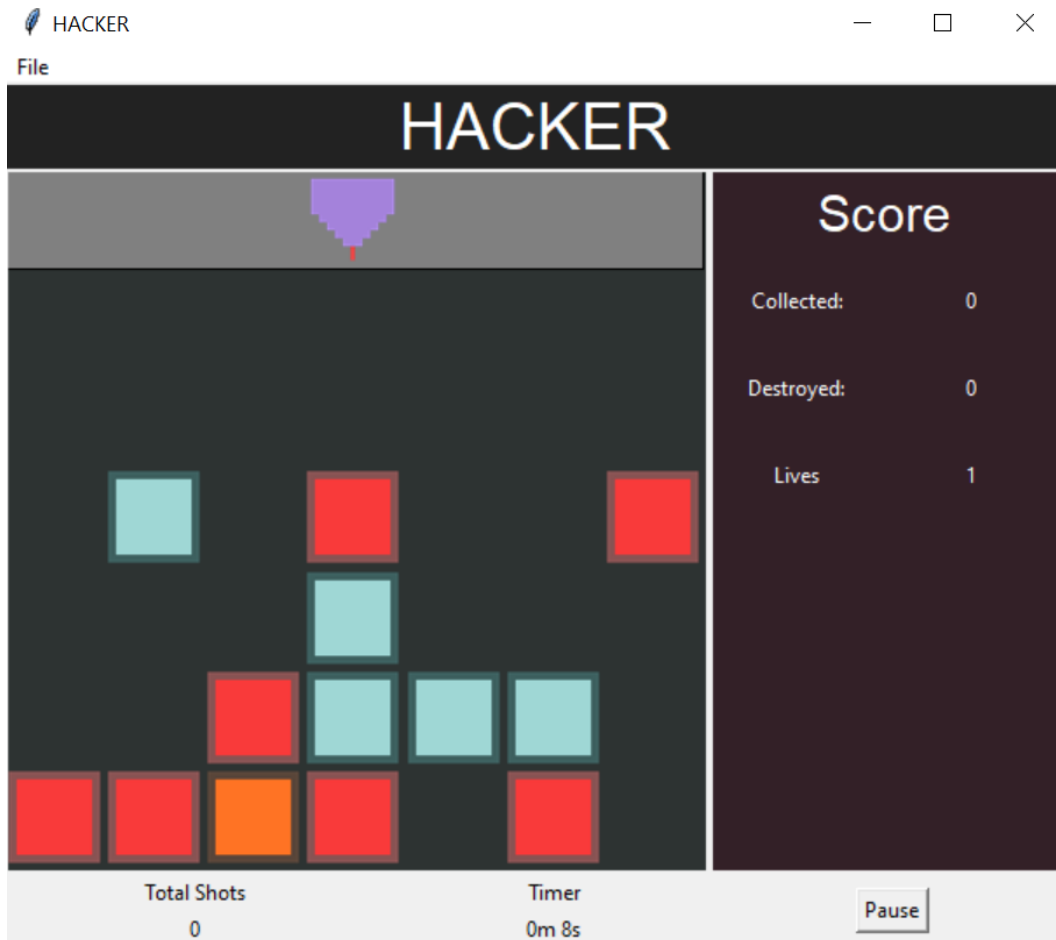 HACKER
File
HACKER
Score
Collected: 0
Destroyed: 0
Lives 1
Total Shots Timer
0 0m 8s
Pause